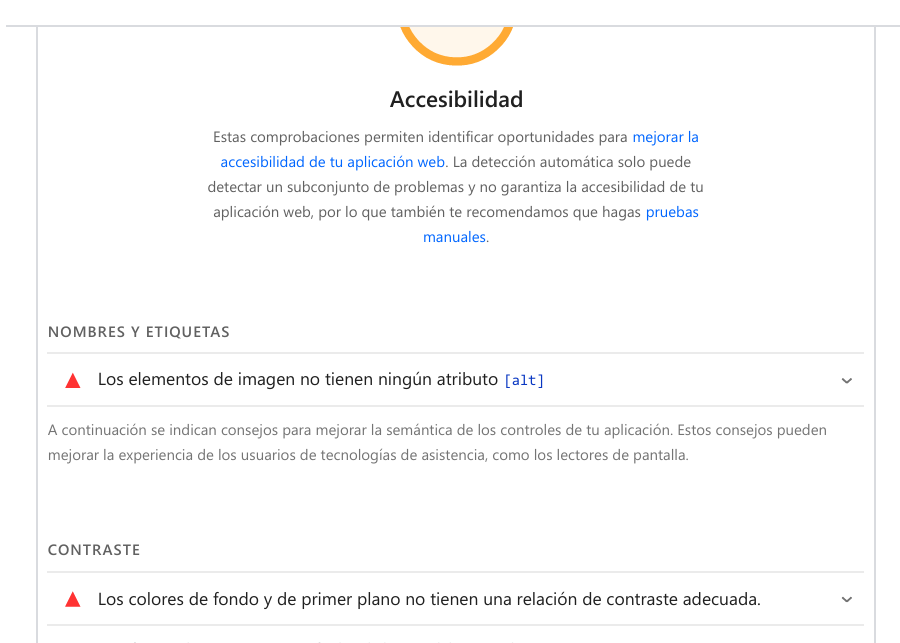 Accesibilidad
Estas comprobaciones permiten identificar oportunidades para mejorar la
accesibilidad de tu aplicación web. La detección automática solo puede
detectar un subconjunto de problemas y no garantiza la accesibilidad de tu
aplicación web, por lo que también te recomendamos que hagas pruebas
manuales.
NOMBRES Y ETIQUETAS
Los elementos de imagen no tienen ningún atributo [alt]
A continuación se indican consejos para mejorar la semántica de los controles de tu aplicación. Estos consejos pueden
mejorar la experiencia de los usuarios de tecnologías de asistencia, como los lectores de pantalla.
CONTRASTE
Los colores de fondo y de primer plano no tienen una relación de contraste adecuada.